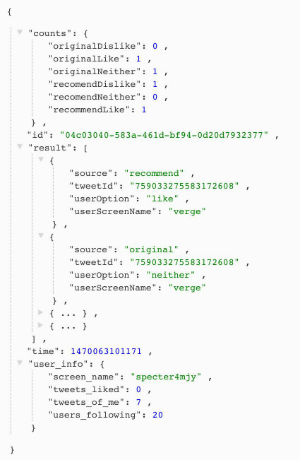 {
"counts": {
"originalDislike": 0 ,
"originalLike": 1 ,
"originalNeither": 1 ,
"recomendDislike": 1 ,
"recomendNeither": 0 ,
"recommendLike": 1
} ,
"id": "04c03040-583a-461d-bf94-0d20d7932377" ,
"result": [
{
"source": "recommend" ,
"tweetId": "759033275583172608" ,
"userOption": "like" ,
"userScreenName": "verge"
} ,
{
"source": "original" ,
"tweetId": "759033275583172608" ,
"userOption": "neither" ,
"userScreenName": "verge"
} ,
{ ... } ,
{ ... }
] ,
"time": 1470063101171 ,
"user_info": {
"screen_name": "specter4mjy" ,
"tweets_liked": 0 ,
"tweets_of_me": 7 ,
"users_following": 20
}
}